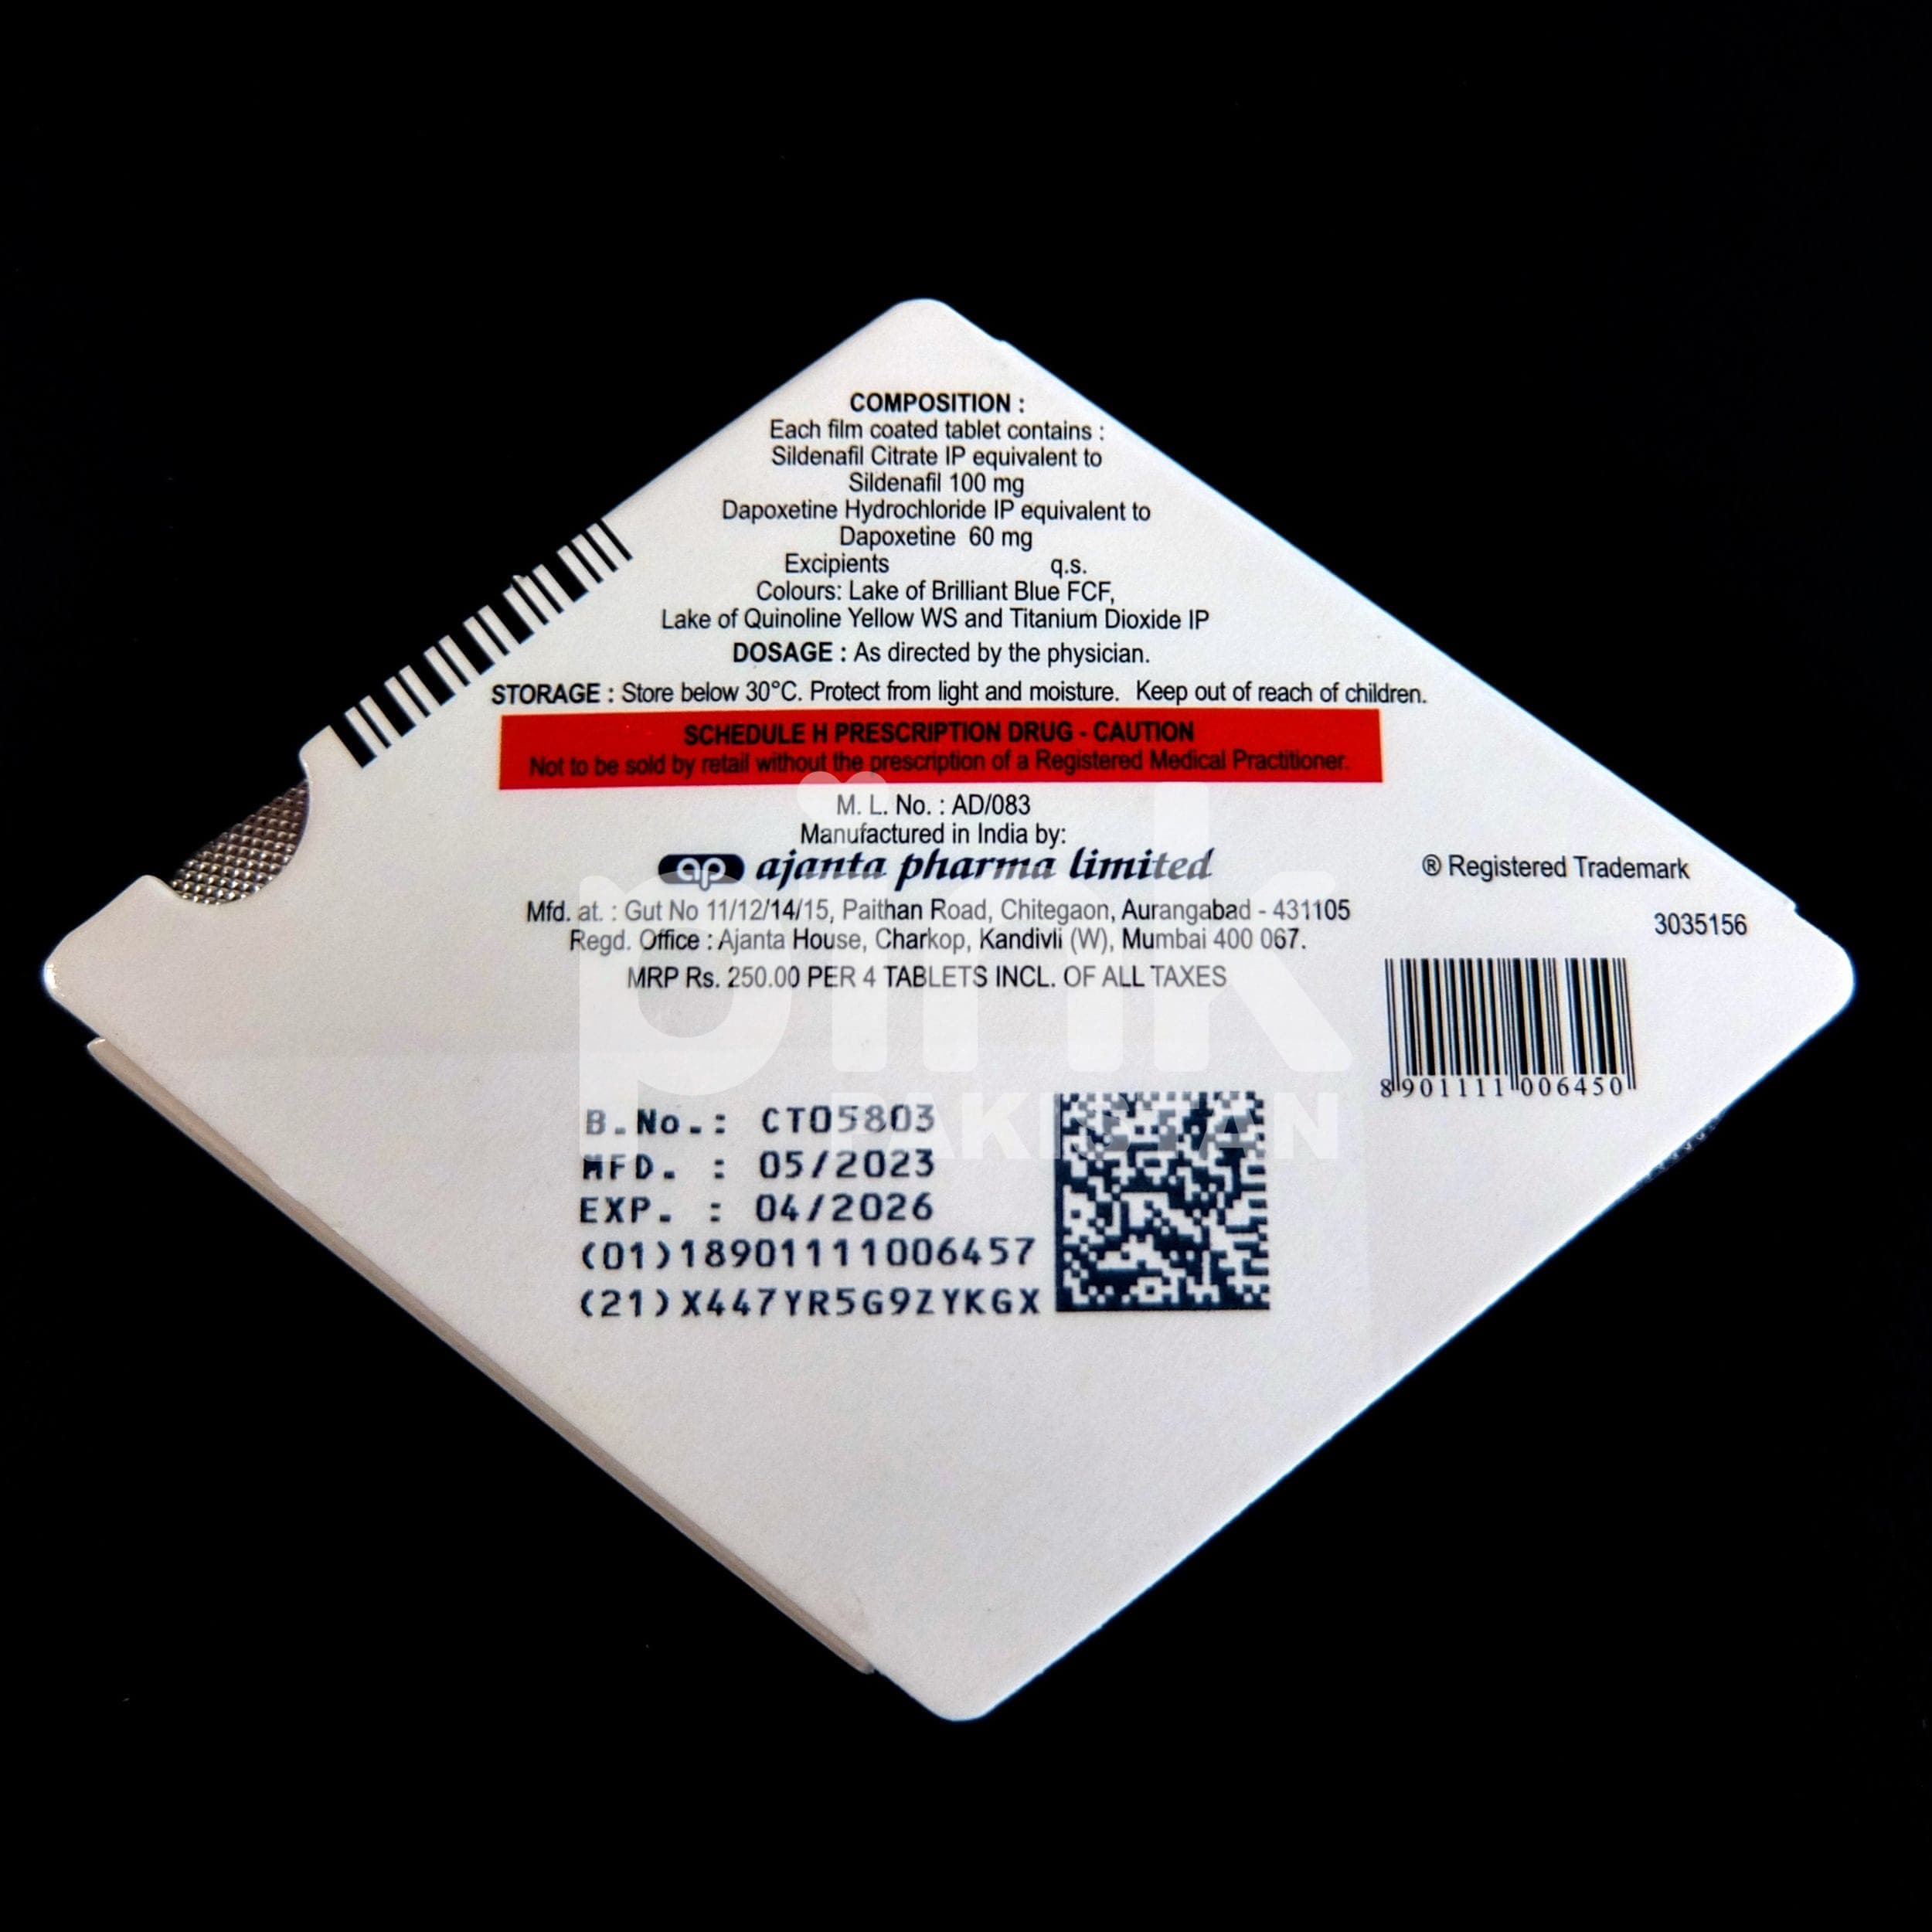 COMPOSITION :
Each film coated tablet contains :
Sildenafil Citrate IP equivalent to
Sildenafil 100 mg
Dapoxetine Hydrochloride IP equivalent to
Dapoxetine 60 mg
Excipients q.s.
Colours: Lake of Brilliant Blue FCF,
Lake of Quinoline Yellow WS and Titanium Dioxide IP
DOSAGE : As directed by the physician.
STORAGE : Store below 30°C. Protect from light and moisture. Keep out of reach of children.
SCHEDULE H PRESCRIPTION DRUG - CAUTION
Not to be sold by retail without the prescription of a Registered Medical Practitioner.
M. L. No. : AD/083
Manufactured in India by:
ap ajanta pharma limited
® Registered Trademark
Mfd. at. : Gut No 11/12/14/15, Paithan Road, Chitegaon, Aurangabad - 431105
3035156
Regd. Office : Ajanta House, Charkop, Kandivli (W), Mumbai 400 067.
MRP Rs. 250.00 PER 4 TABLETS INCL. OF ALL TAXES
pink
PAKISTAN
8 901111 006450
B.No.: CT05803
MFD. : 05/2023
EXP. : 04/2026
(01)18901111006457
(21)X447YR5G9ZYKGX